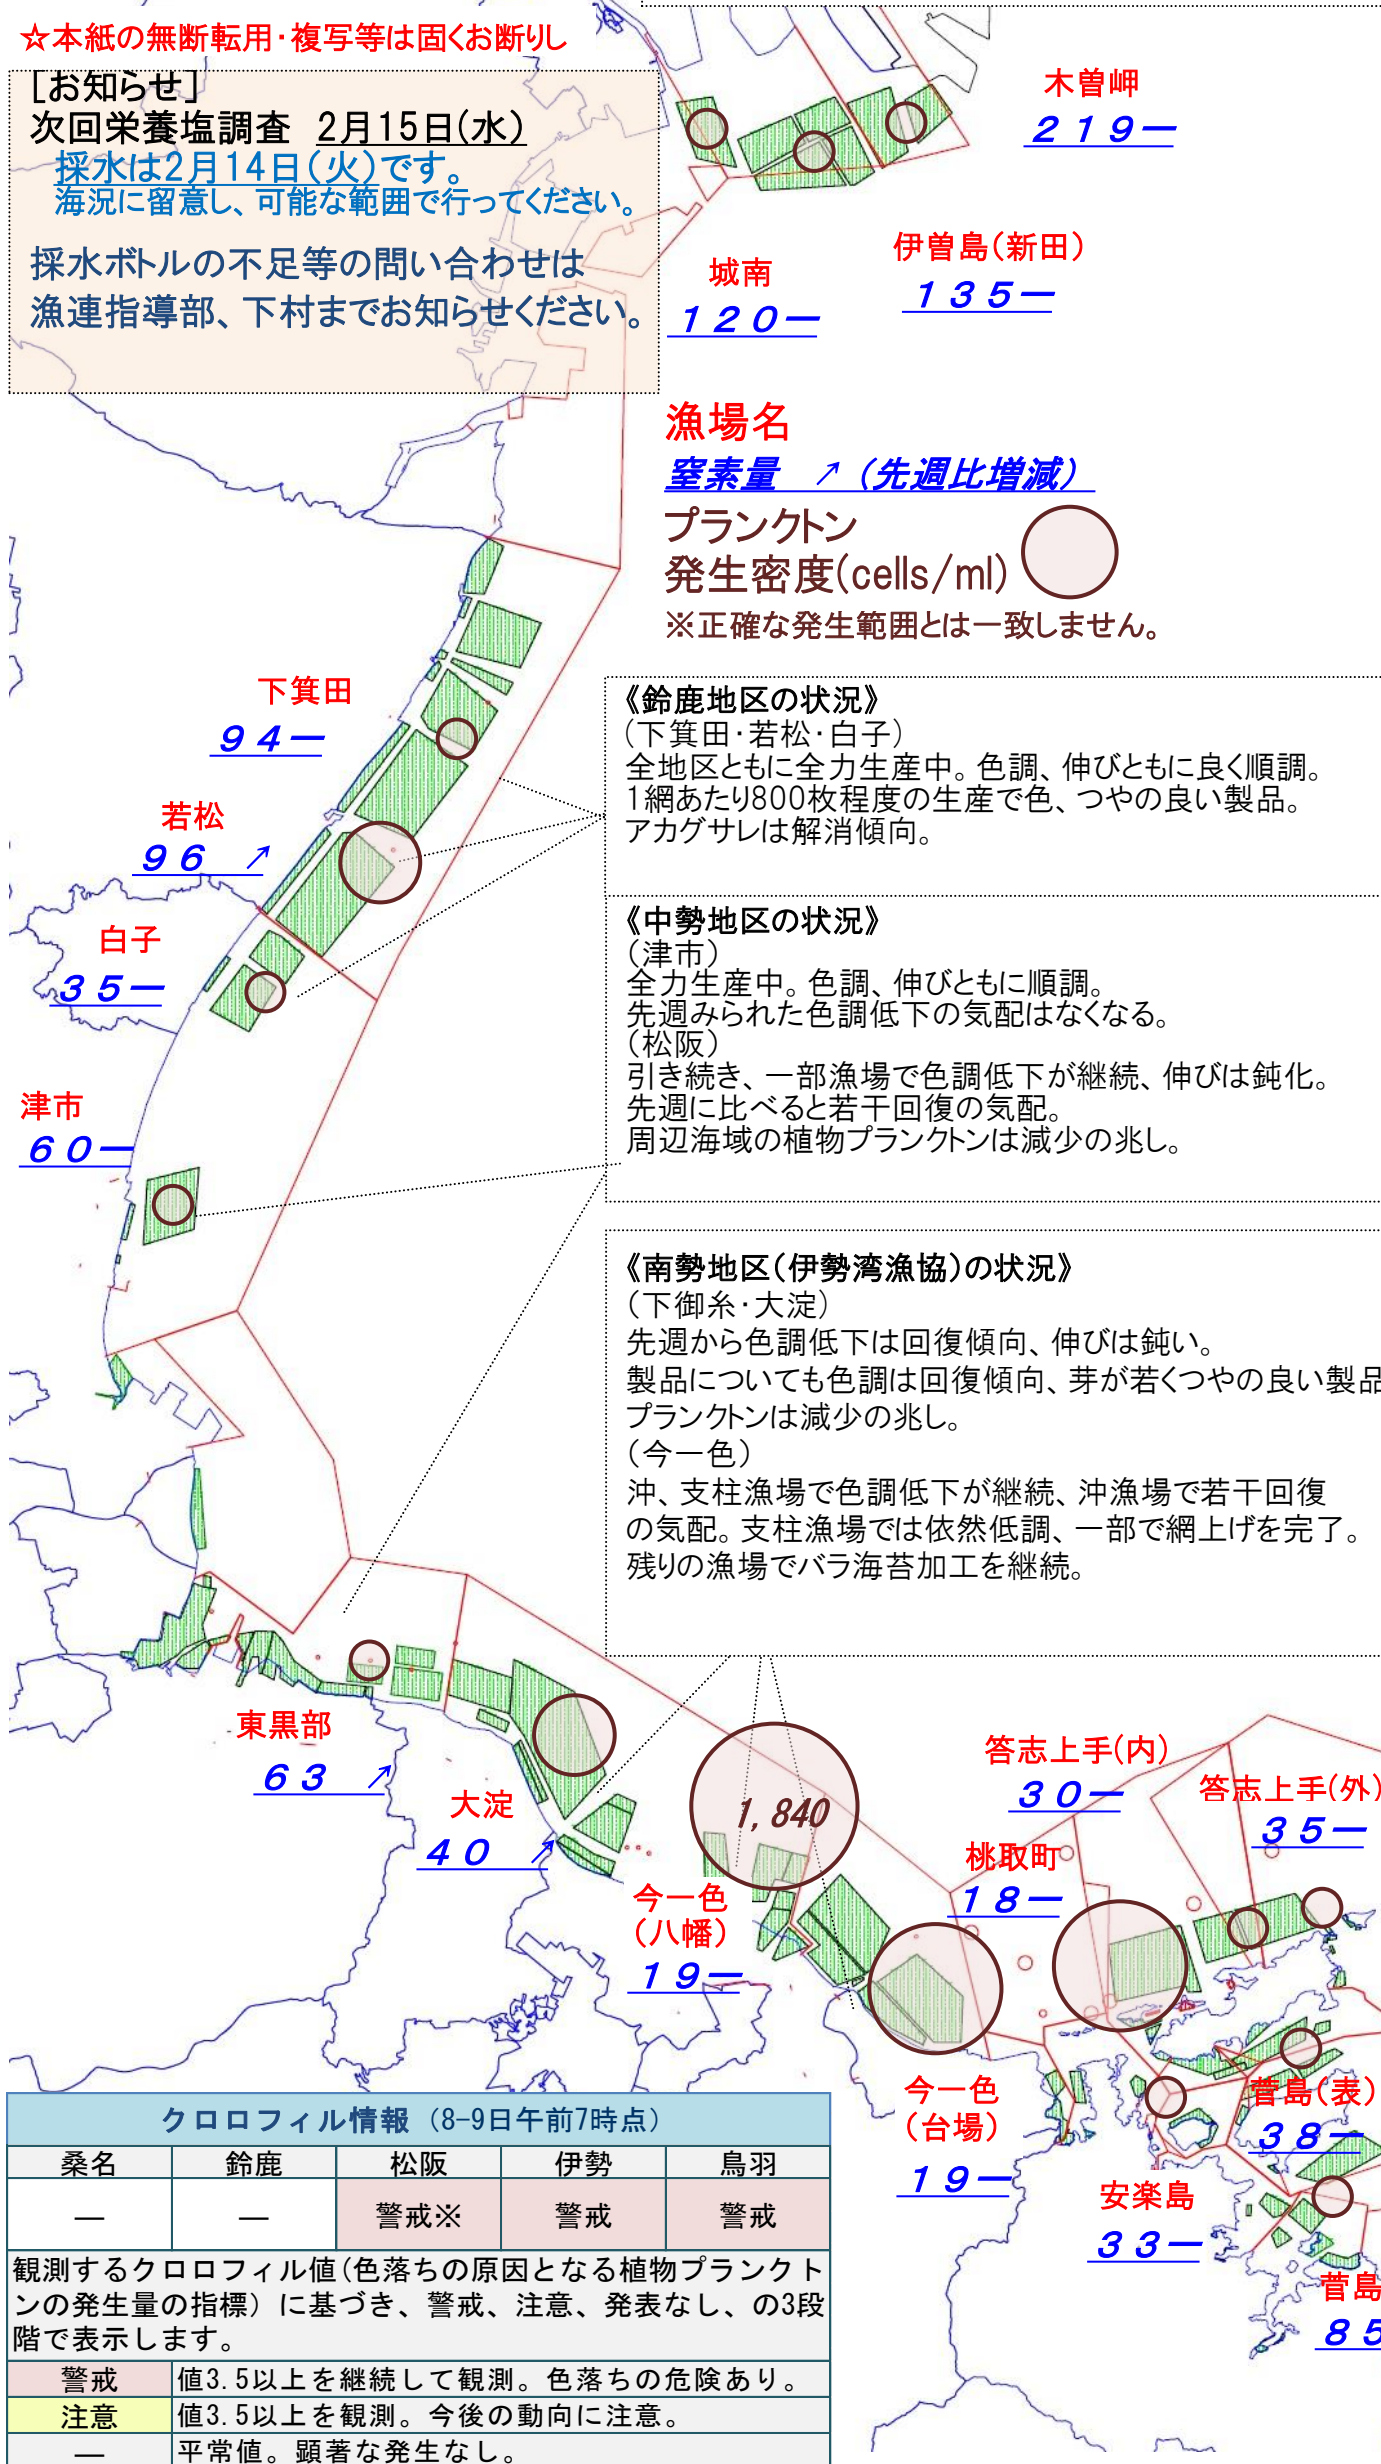 ☆本紙の無断転用･複写等は固くお断りし
[お知らせ]
次回栄養塩調査　2月15日(水)
採水は2月14日(火)です。
海況に留意し、可能な範囲で行ってください。
採水ボトルの不足等の問い合わせは
漁連指導部、下村までお知らせください。
木曽岬
219ー
伊曽島(新田)
135ー
城南
120ー
漁場名
窒素量　↗(先週比増減)
プランクトン
発生密度(cells/ml)
※正確な発生範囲とは一致しません。
下箕田
94ー
若松
96 ↗
白子
35ー
津市
60ー
《鈴鹿地区の状況》
(下箕田･若松･白子)
全地区ともに全力生産中。色調、伸びともに良く順調。
1網あたり800枚程度の生産で色、つやの良い製品。
アカグサレは解消傾向。
《中勢地区の状況》
(津市)
全力生産中。色調、伸びともに順調。
先週みられた色調低下の気配はなくなる。
(松阪)
引き続き、一部漁場で色調低下が継続、伸びは鈍化。
先週に比べると若干回復の気配。
周辺海域の植物プランクトンは減少の兆し。
《南勢地区(伊勢湾漁協)の状況》
(下御糸･大淀)
先週から色調低下は回復傾向、伸びは鈍い。
製品についても色調は回復傾向、芽が若くつやの良い製品
プランクトンは減少の兆し。
(今一色)
沖、支柱漁場で色調低下が継続、沖漁場で若干回復
の気配。支柱漁場では依然低調、一部で網上げを完了。
残りの漁場でバラ海苔加工を継続。
東黒部
63 ↗
大淀
40 ↗
1,840
今一色
(八幡)
19ー
答志上手(内)
30ー
答志上手(外)
35ー
桃取町
18ー
今一色
(台場)
19ー
菅島(表)
38ー
安楽島
33ー
菅島
85
クロロフィル情報 (8-9日午前7時点)
桑名　鈴鹿　松阪　伊勢　鳥羽
―　―　警戒※　警戒　警戒
観測するクロロフィル値(色落ちの原因となる植物プランクト
ンの発生量の指標) に基づき、警戒、注意、発表なし、の3段
階で表示します。
警戒　値3.5以上を継続して観測。色落ちの危険あり。
注意　値3.5以上を観測。今後の動向に注意。
―　平常値。顕著な発生なし。